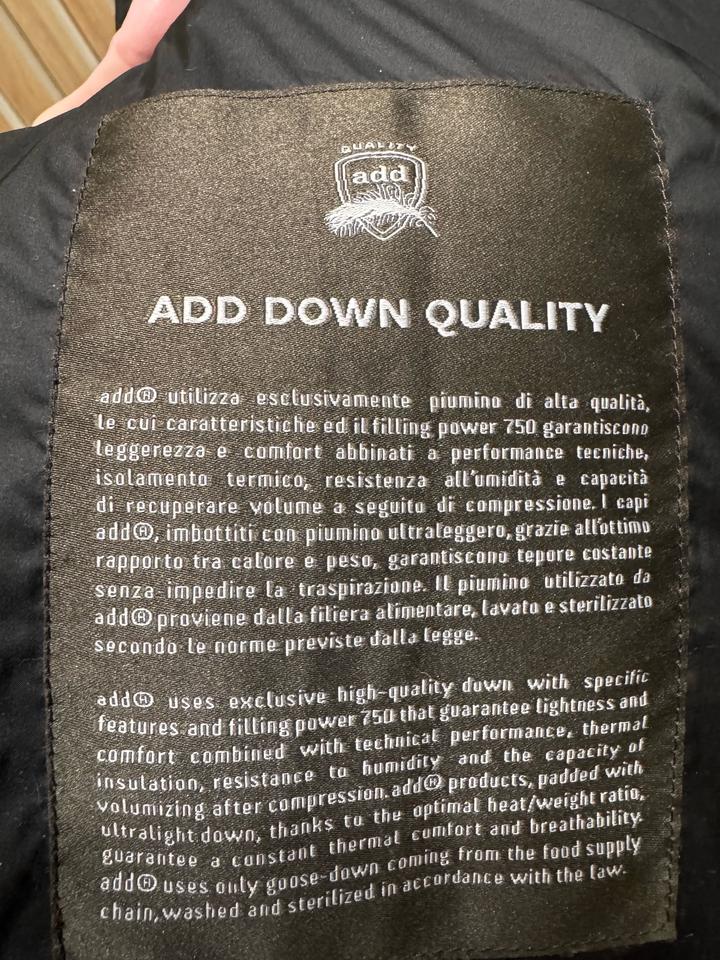 QUALITY
add
ADD DOWN QUALITY
add® utilizza esclusivamente piumino di alta qualità,
le cui caratteristiche ed il filling power 750 garantiscono
leggerezza e comfort abbinati a performance tecniche,
isolamento termico, resistenza all'umidità e capacità
di recuperare volume a seguito di compressione. I capi
add®, imbottiti con piumino ultraleggero, grazie all'ottimo
rapporto tra calore e peso, garantiscono tepore costante
senza impedire la traspirazione. Il piumino utilizzato da
add® proviene dalla filiera alimentare, lavato e sterilizzato
secondo le norme previste dalla legge.
add® uses exclusive high-quality down with specific
features and filling power 750 that guarantee lightness and
comfort combined with technical performance, thermal
insulation, resistance to humidity and the capacity of
volumizing after compression. add® products, padded with
ultralight down, thanks to the optimal heat/weight ratio,
guarantee a constant thermal comfort and breathability.
add® uses only goose-down coming from the food supply
chain, washed and sterilized in accordance with the law.